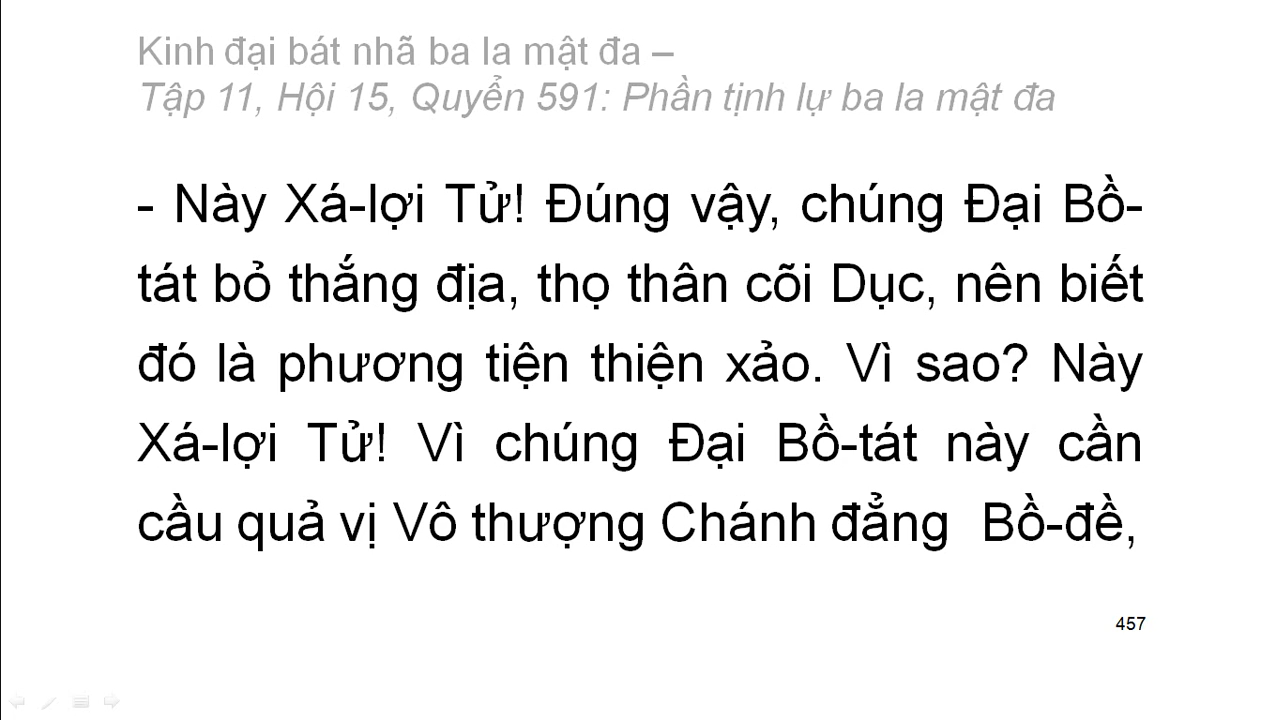 Kinh đại bát nhã ba la mật đa –
Tập 11, Hội 15, Quyển 591: Phần tịnh lự ba la mật đa
- Này Xá-lợi Tử! Đúng vậy, chúng Đại Bồ-
tát bỏ thắng địa, thọ thân cõi Dục, nên biết
đó là phương tiện thiện xảo. Vì sao? Này
Xá-lợi Tử! Vì chúng Đại Bồ-tát này cần
cầu quả vị Vô thượng Chánh đẳng  Bồ-đề,
457